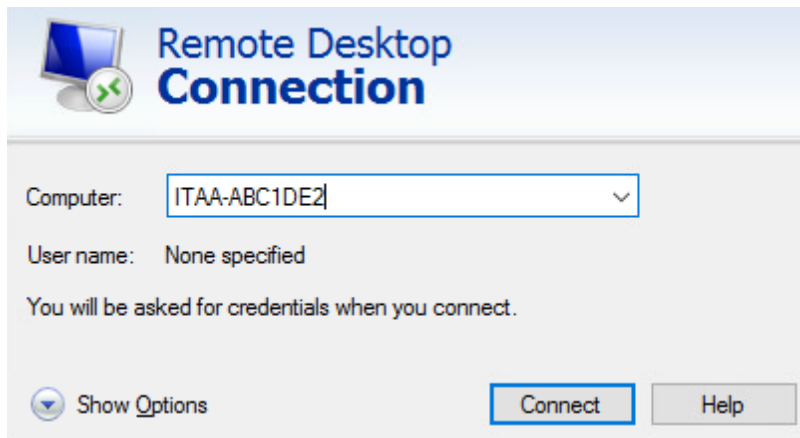 Remote Desktop
Connection
Computer: ITAA-ABC1DE2
User name: None specified
You will be asked for credentials when you connect.
Show Options Connect Help